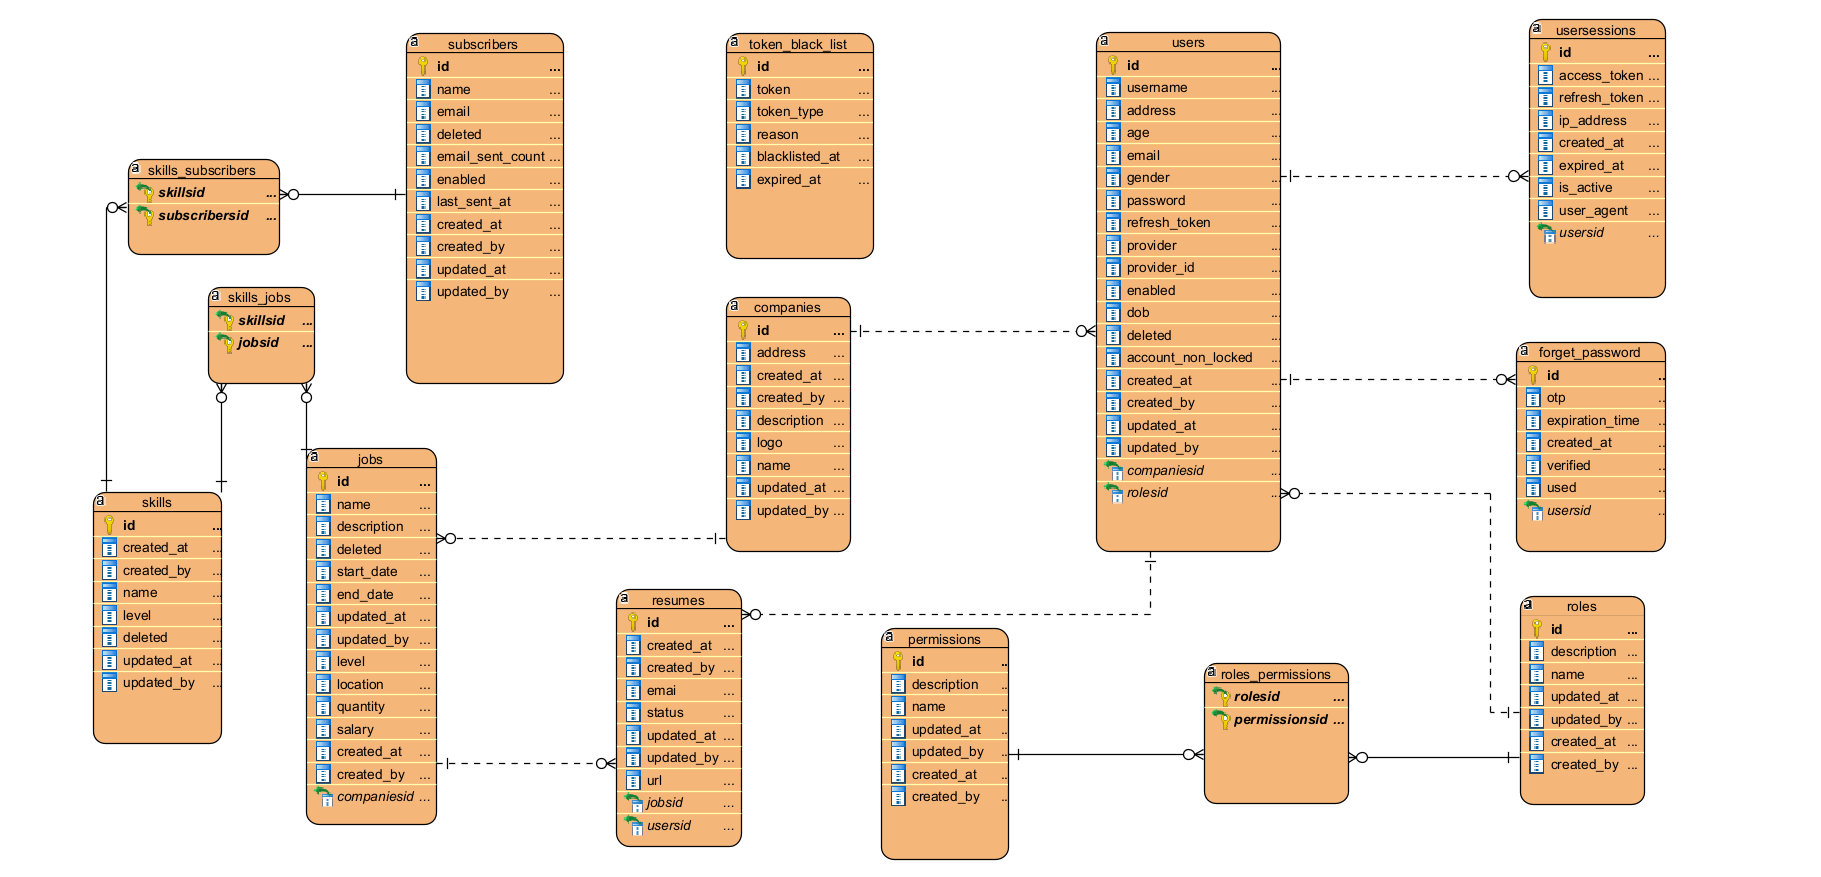 subscribers
id ...
name ...
email ...
deleted ...
email_sent_count ...
enabled ...
last_sent_at ...
created_at ...
created_by ...
updated_at ...
updated_by ...
token_black_list
id ...
token ...
token_type ...
reason ...
blacklisted_at ...
expired_at ...
users
id ...
username ...
address ...
age ...
email ...
gender ...
password ...
refresh_token ...
provider ...
provider_id ...
enabled ...
dob ...
deleted ...
account_non_locked ...
created_at ...
created_by ...
updated_at ...
updated_by ...
companiesid ...
rolesid ...
usersessions
id ...
access_token ...
refresh_token ...
ip_address ...
created_at ...
expired_at ...
is_active ...
user_agent ...
usersid ...
skills_subscribers
skillsid ...
subscribersid ...
skills_jobs
skillsid ...
jobsid ...
companies
id ...
address ...
created_at ...
created_by ...
description ...
logo ...
name ...
updated_at ...
updated_by ...
forget_password
id ..
otp ..
expiration_time ..
created_at ..
verified ..
used ..
usersid ..
jobs
id ...
name ...
description ...
deleted ...
start_date ...
end_date ...
updated_at ...
updated_by ...
level ...
location ...
quantity ...
salary ...
created_at ...
created_by ...
companiesid ...
skills
id ...
created_at ...
created_by ...
name ...
level ...
deleted ...
updated_at ...
updated_by ...
resumes
id ...
created_at ...
created_by ...
emai ...
status ...
updated_at ...
updated_by ...
url ...
jobsid ...
usersid ...
permissions
id ..
description ..
name ..
updated_at ..
updated_by ..
created_at ..
created_by ..
roles_permissions
rolesid ...
permissionsid ...
roles
id ...
description ...
name ...
updated_at ...
updated_by ...
created_at ...
created_by ...